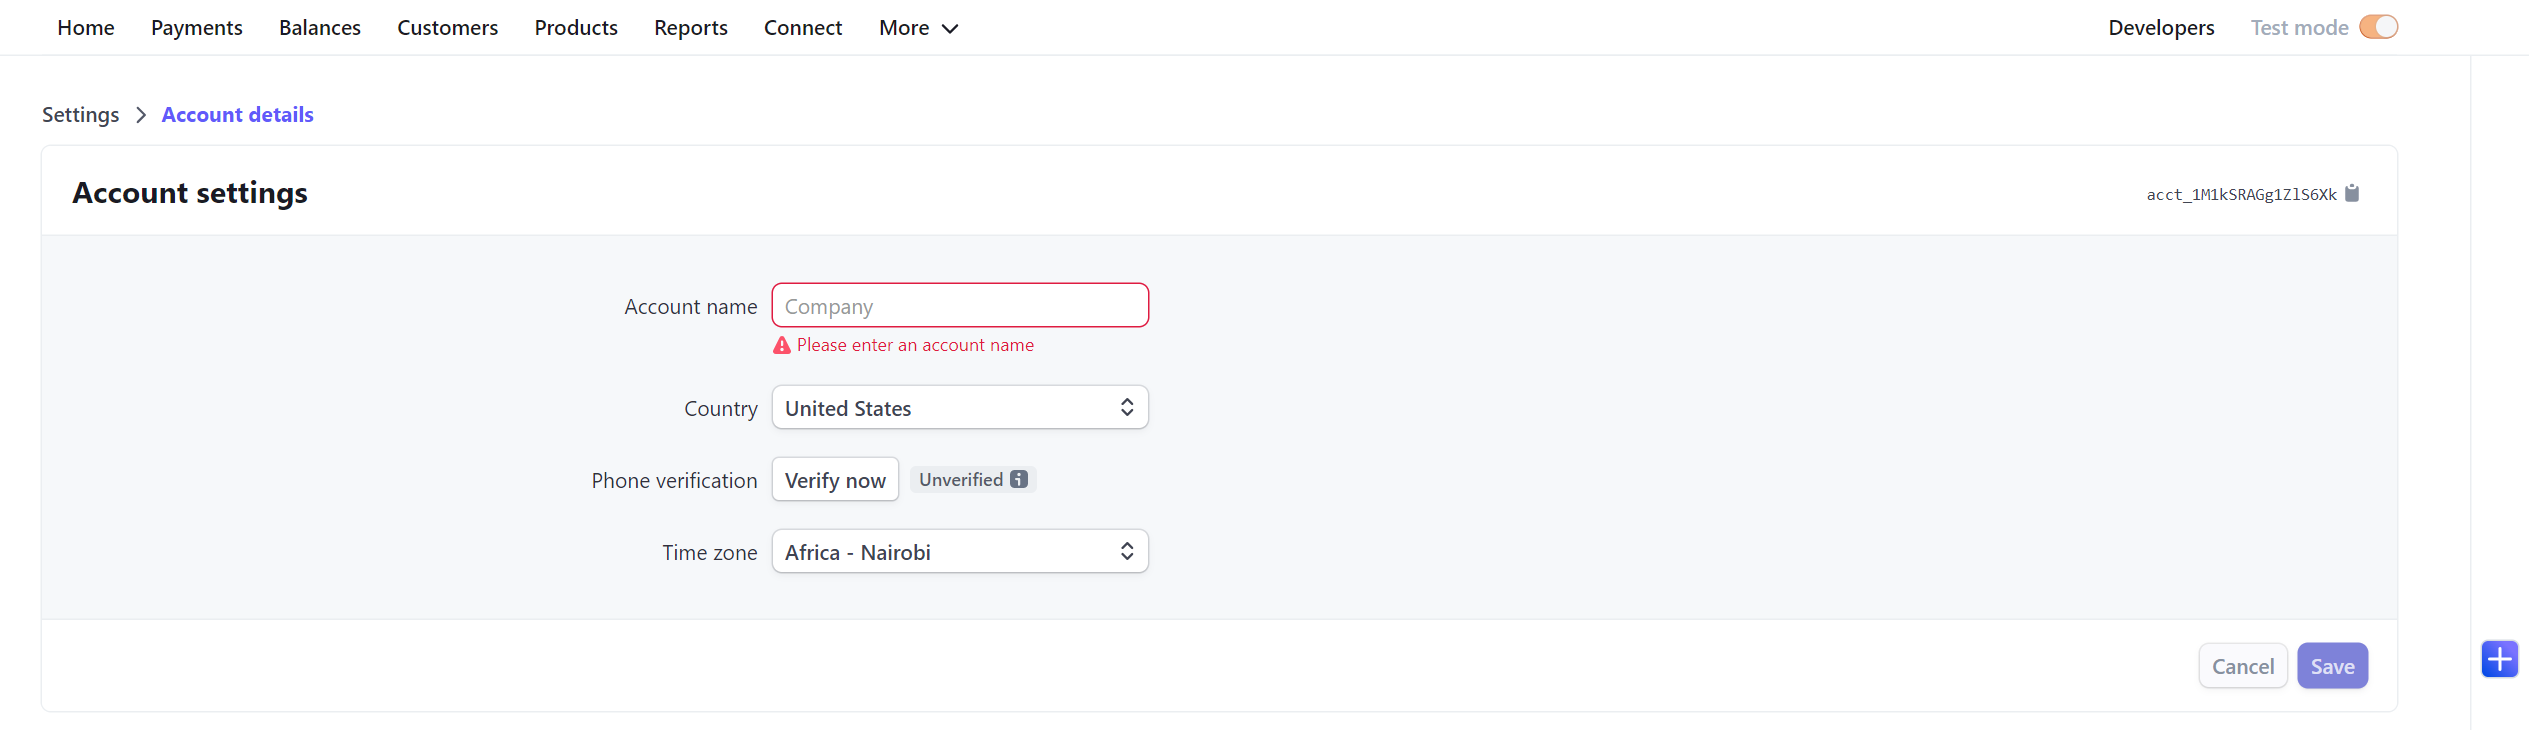 Home Payments Balances Customers Products Reports Connect More Developers Test mode
Settings Account details
Account settings acct_1M1kSRAGg1ZlS6Xk
Account name Company
Please enter an account name
Country United States
Phone verification Verify now Unverified
Time zone Africa - Nairobi
Cancel Save